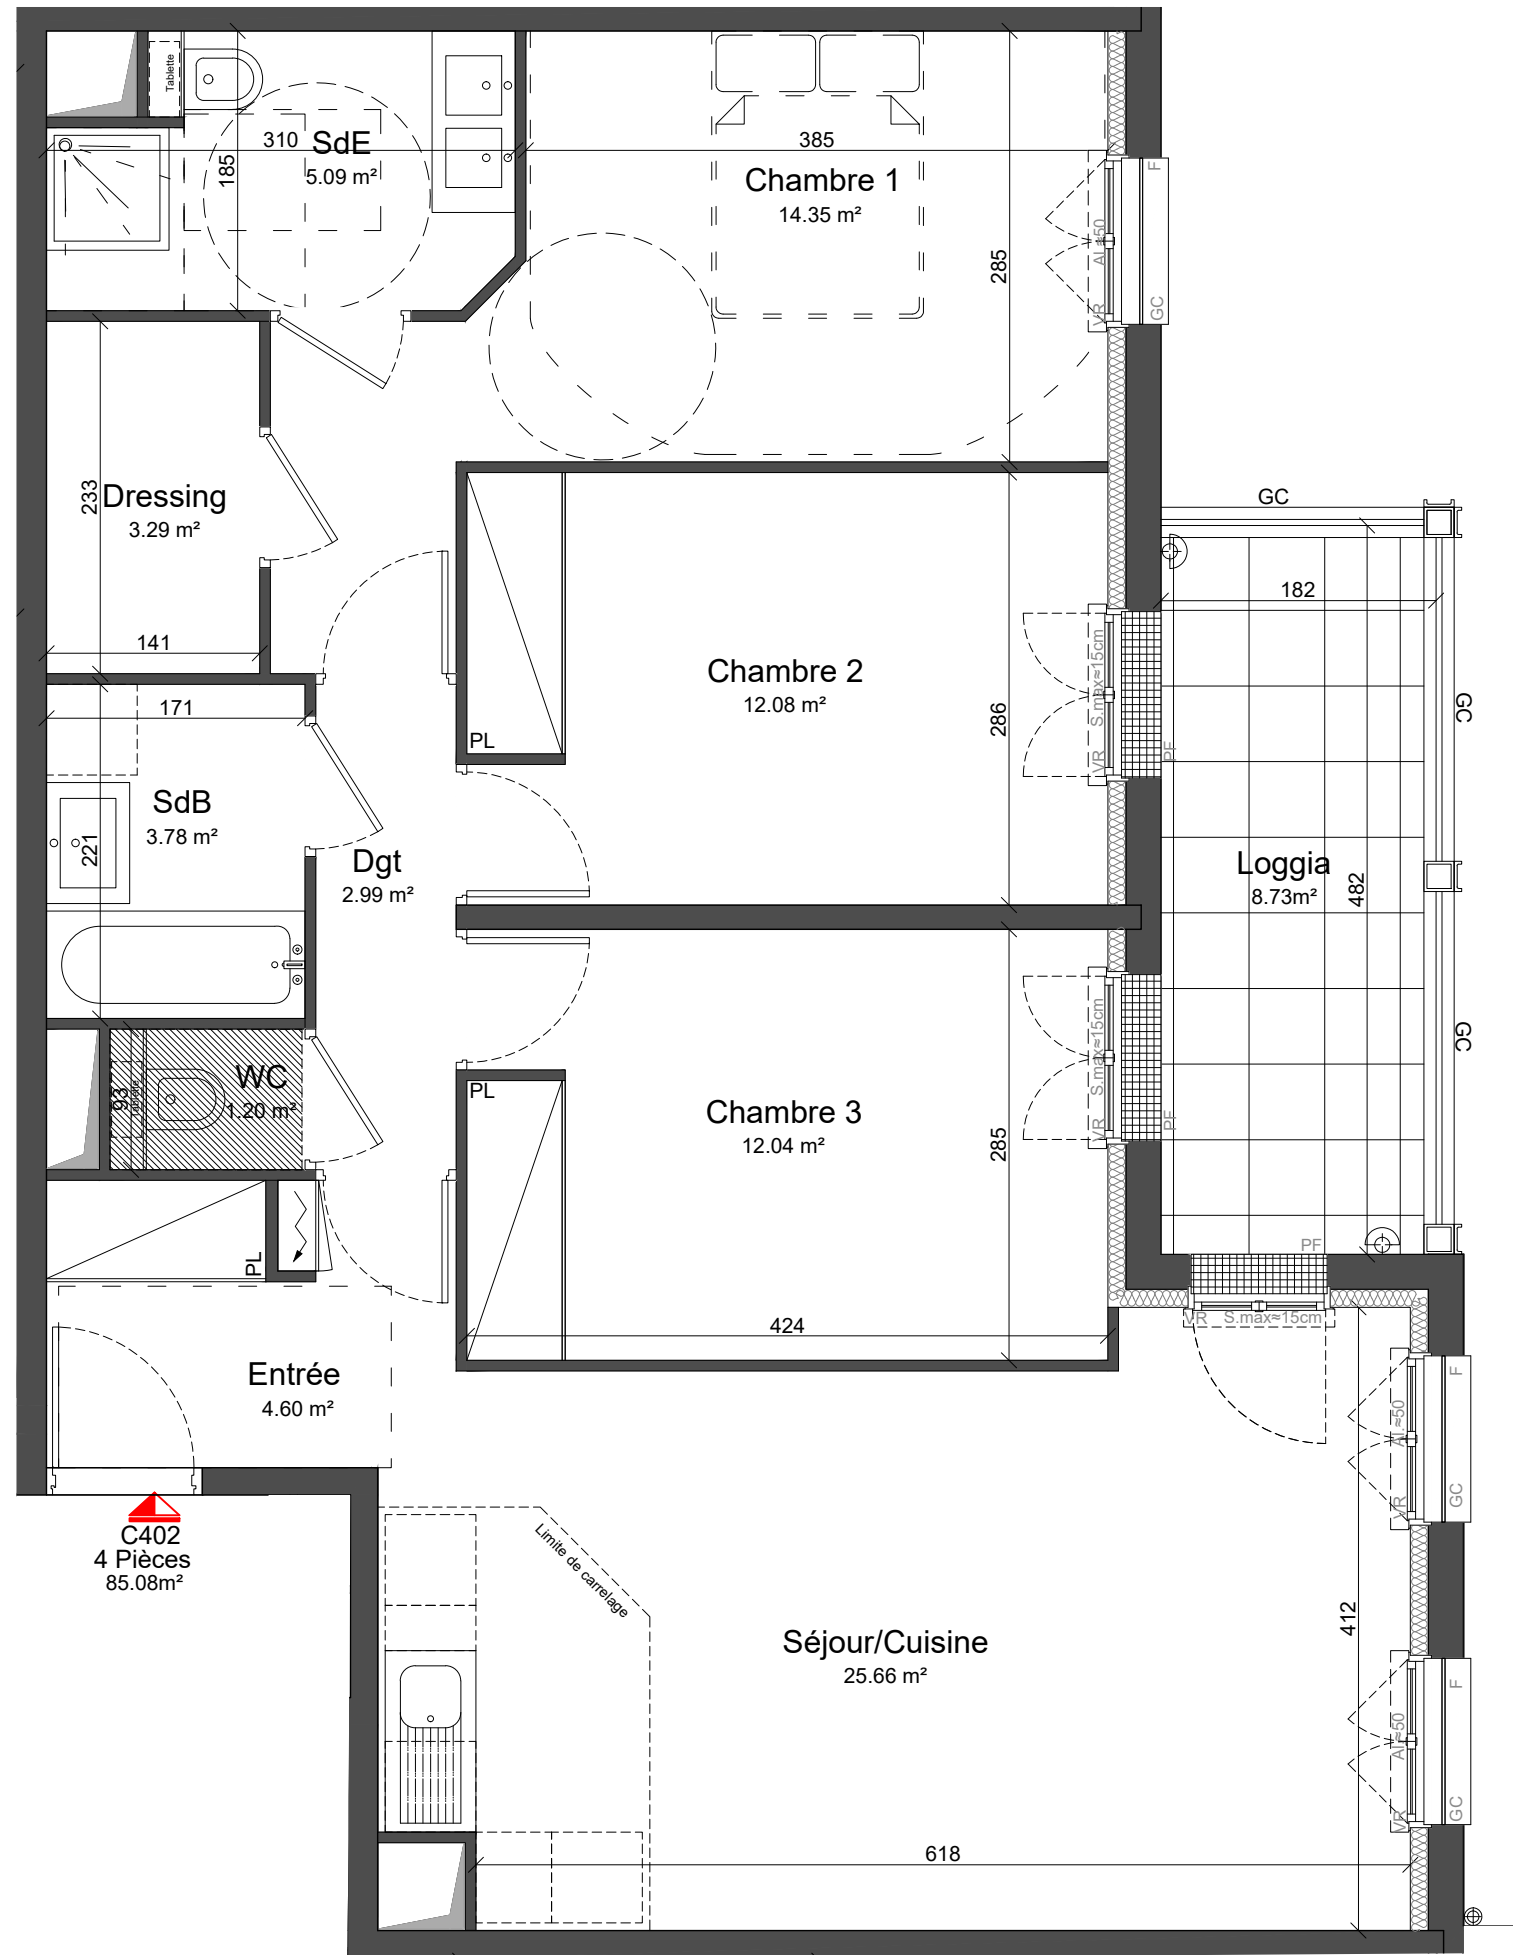 Tablette
310
SdE
5.09 m²
185
385
Chambre 1
14.35 m²
285
F
Al.≈50
VR
GC
Dressing
3.29 m²
233
141
GC
182
171
Chambre 2
12.08 m²
286
VR S.max≈15cm
PF
GC
PL
SdB
3.78 m²
221
Dgt
2.99 m²
Loggia
8.73m²
482
WC
1.20 m²
93
Tablette
PL
Chambre 3
12.04 m²
285
VR S.max≈15cm
PF
GC
PL
424
PF
VR S.max≈15cm
Entrée
4.60 m²
F
Al.≈50
VR
GC
C402
4 Pièces
85.08m²
Limite de carrelage
Séjour/Cuisine
25.66 m²
412
F
Al.≈50
VR
GC
618